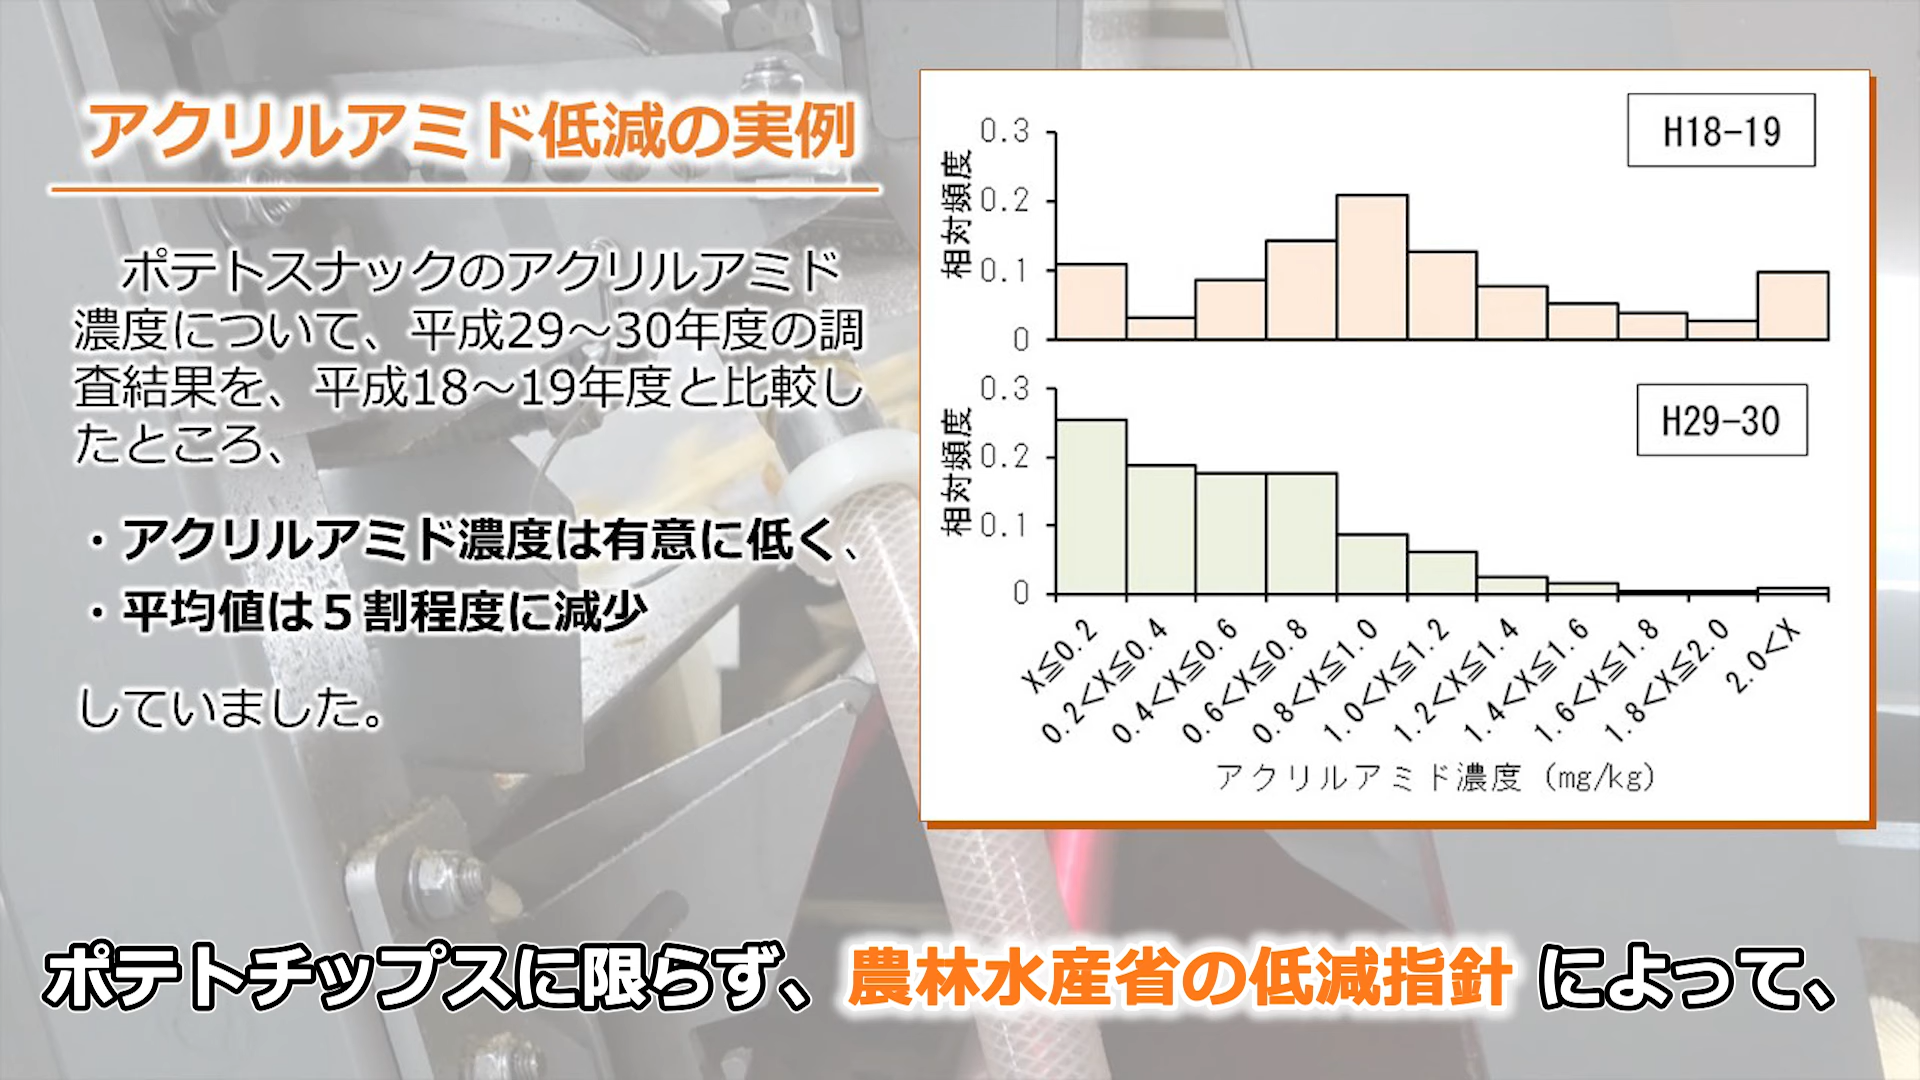 アクリルアミド低減の実例
ポテトスナックのアクリルアミド
濃度について、平成29～30年度の調
査結果を、平成18～19年度と比較し
たところ、
・アクリルアミド濃度は有意に低く、
・平均値は５割程度に減少
していました。
H18-19
相対頻度
0.3
0.2
0.1
0
H29-30
相対頻度
0.3
0.2
0.1
0
X≦0.2
0.2<X≦0.4
0.4<X≦0.6
0.6<X≦0.8
0.8<X≦1.0
1.0<X≦1.2
1.2<X≦1.4
1.4<X≦1.6
1.6<X≦1.8
1.8<X≦2.0
2.0<X
アクリルアミド濃度 (mg/kg)
ポテトチップスに限らず、農林水産省の低減指針によって、